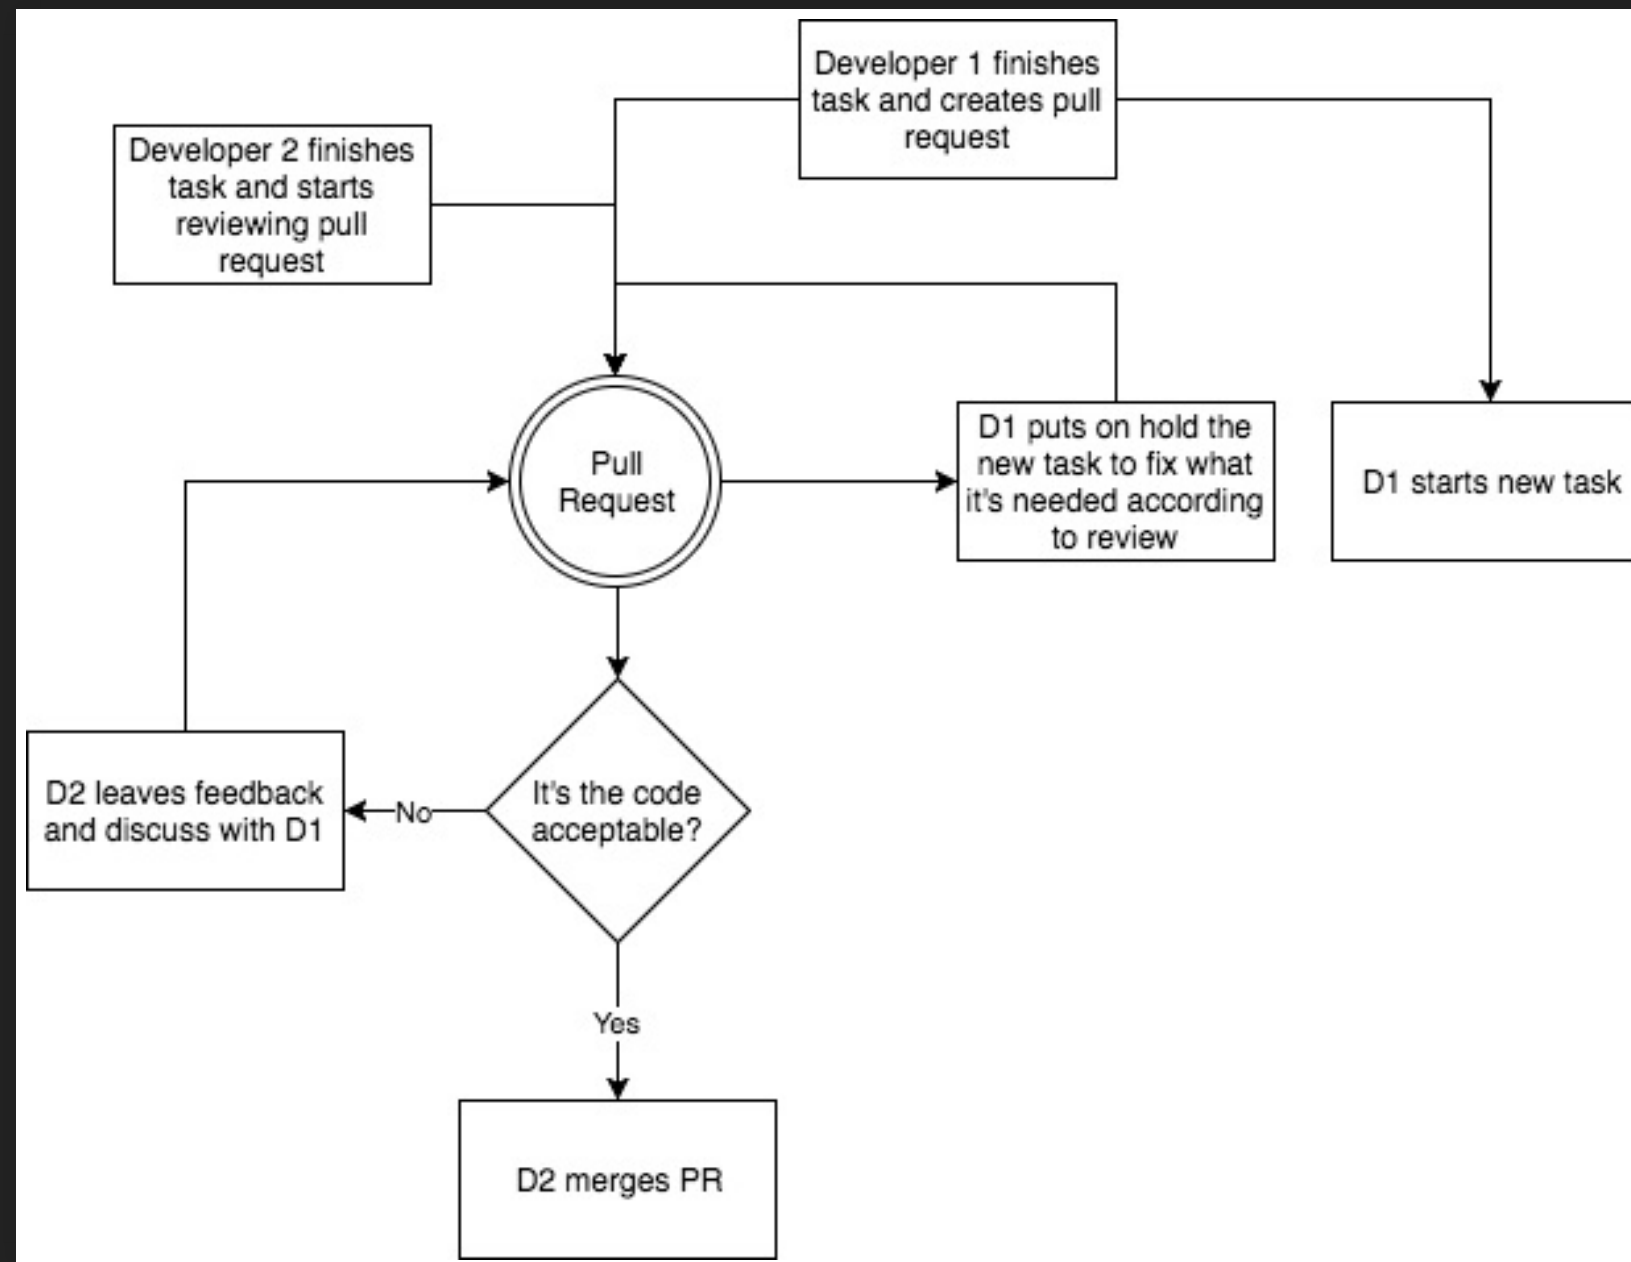 Developer 1 finishes
task and creates pull
request
Developer 2 finishes
task and starts
reviewing pull
request
Pull
Request
D1 puts on hold the
new task to fix what
it's needed according
to review
D1 starts new task
D2 leaves feedback
and discuss with D1
No
It's the code
acceptable?
Yes
D2 merges PR